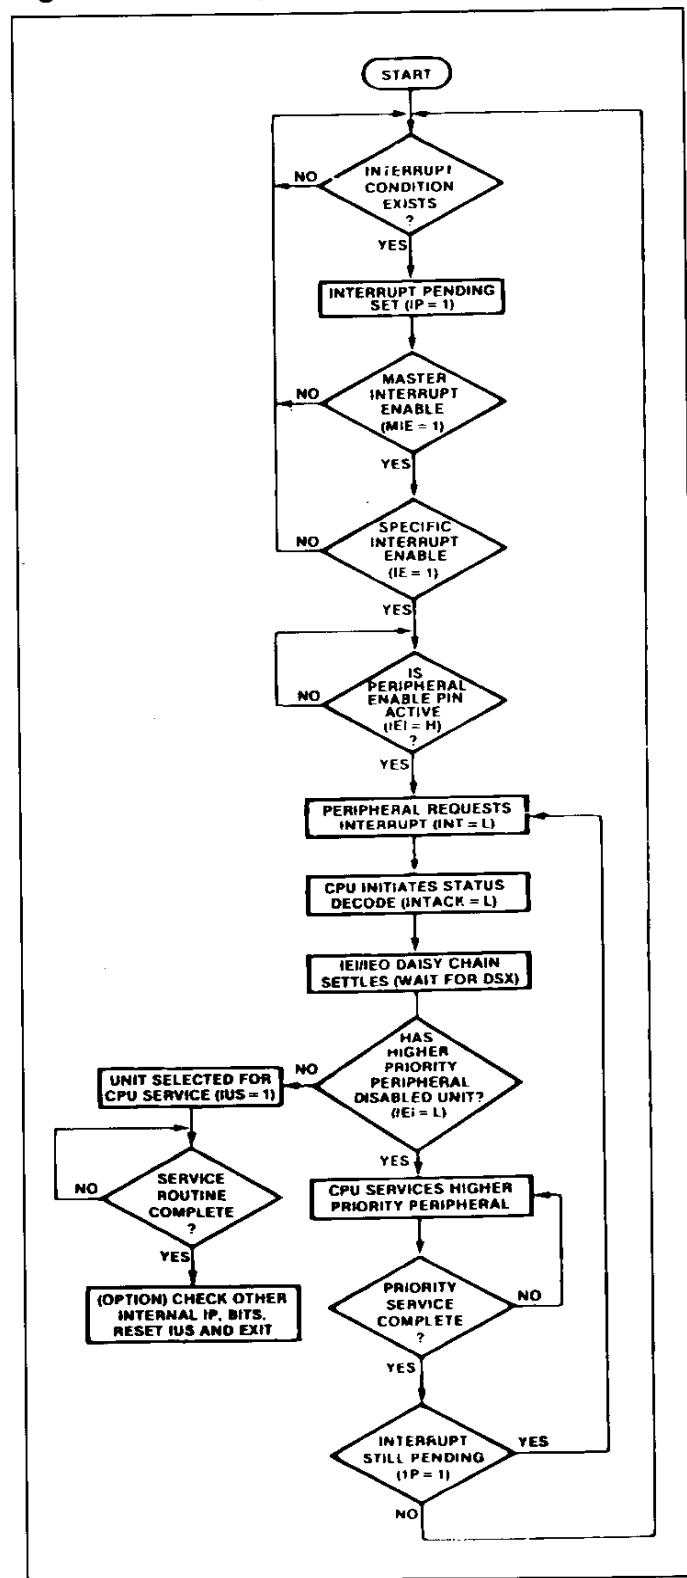 START
INTERRUPT
CONDITION
EXISTS
?
NO
YES
INTERRUPT PENDING
SET (IP = 1)
MASTER
INTERRUPT
ENABLE
(MIE = 1)
NO
YES
SPECIFIC
INTERRUPT
ENABLE
(IE = 1)
NO
YES
IS
PERIPHERAL
ENABLE PIN
ACTIVE
(IEI = H)
?
NO
YES
PERIPHERAL REQUESTS
INTERRUPT (INT = L)
CPU INITIATES STATUS
DECODE (INTACK = L)
IEI/IEO DAISY CHAIN
SETTLES (WAIT FOR DSX)
HAS
HIGHER
PRIORITY
PERIPHERAL
DISABLED UNIT?
(IEI = L)
NO
UNIT SELECTED FOR
CPU SERVICE (IUS = 1)
SERVICE
ROUTINE
COMPLETE
?
NO
YES
(OPTION) CHECK OTHER
INTERNAL IP, BITS,
RESET IUS AND EXIT
YES
CPU SERVICES HIGHER
PRIORITY PERIPHERAL
PRIORITY
SERVICE
COMPLETE
?
NO
YES
INTERRUPT
STILL PENDING
(IP = 1)
YES
NO